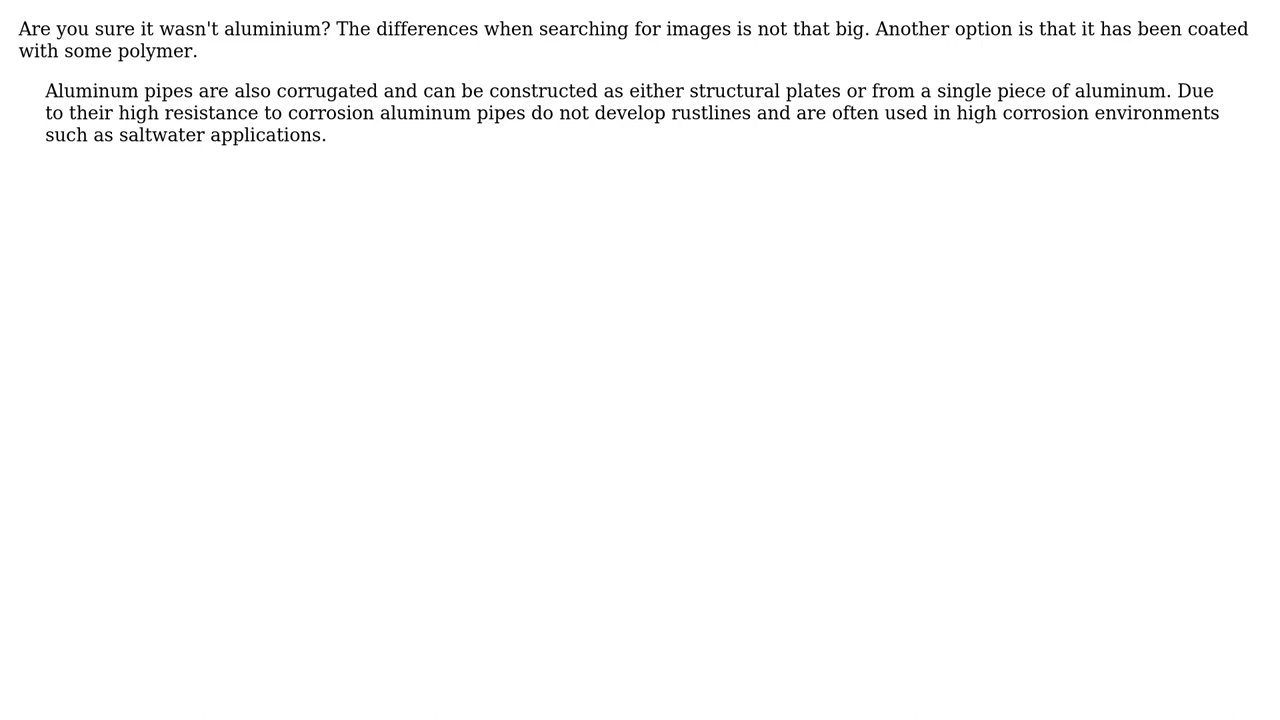 Are you sure it wasn't aluminium? The differences when searching for images is not that big. Another option is that it has been coated
with some polymer.
Aluminum pipes are also corrugated and can be constructed as either structural plates or from a single piece of aluminum. Due
to their high resistance to corrosion aluminum pipes do not develop rustlines and are often used in high corrosion environments
such as saltwater applications.